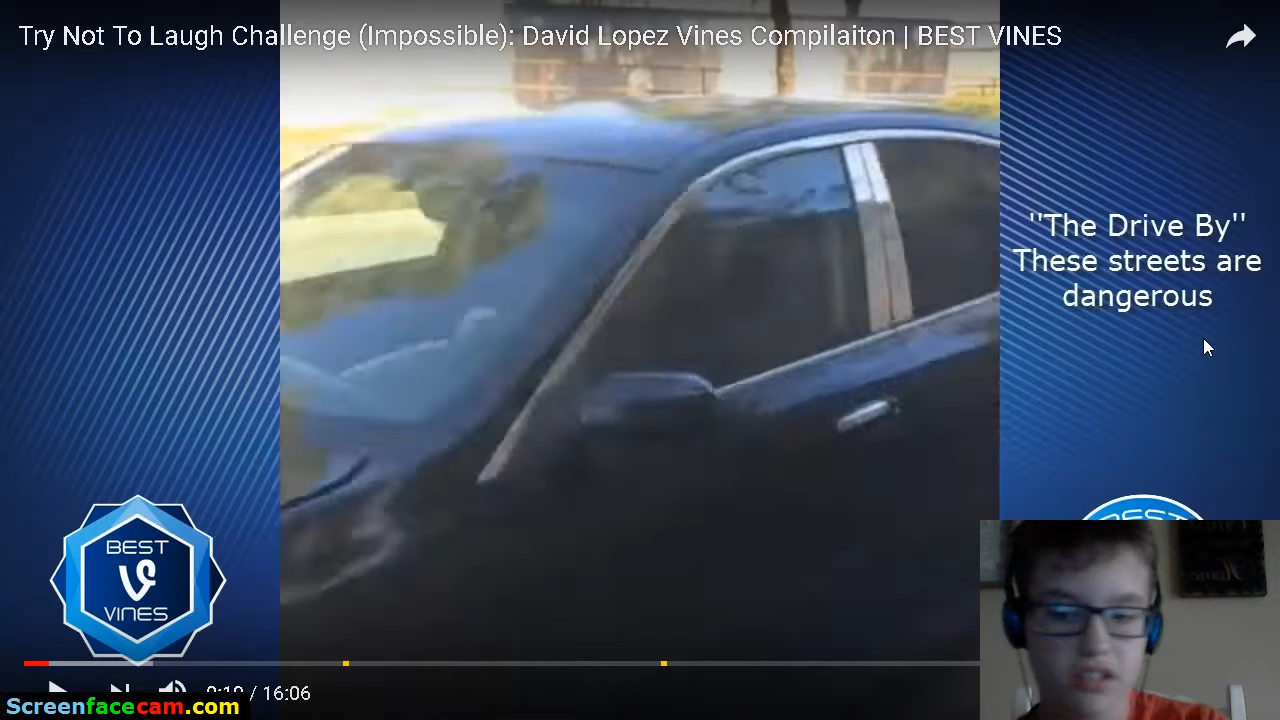 Try Not To Laugh Challenge (Impossible): David Lopez Vines Compilaiton | BEST VINES
"The Drive By"
These streets are
dangerous
BEST
VINES
BEST
/ 16:06
Screenfacecam.com